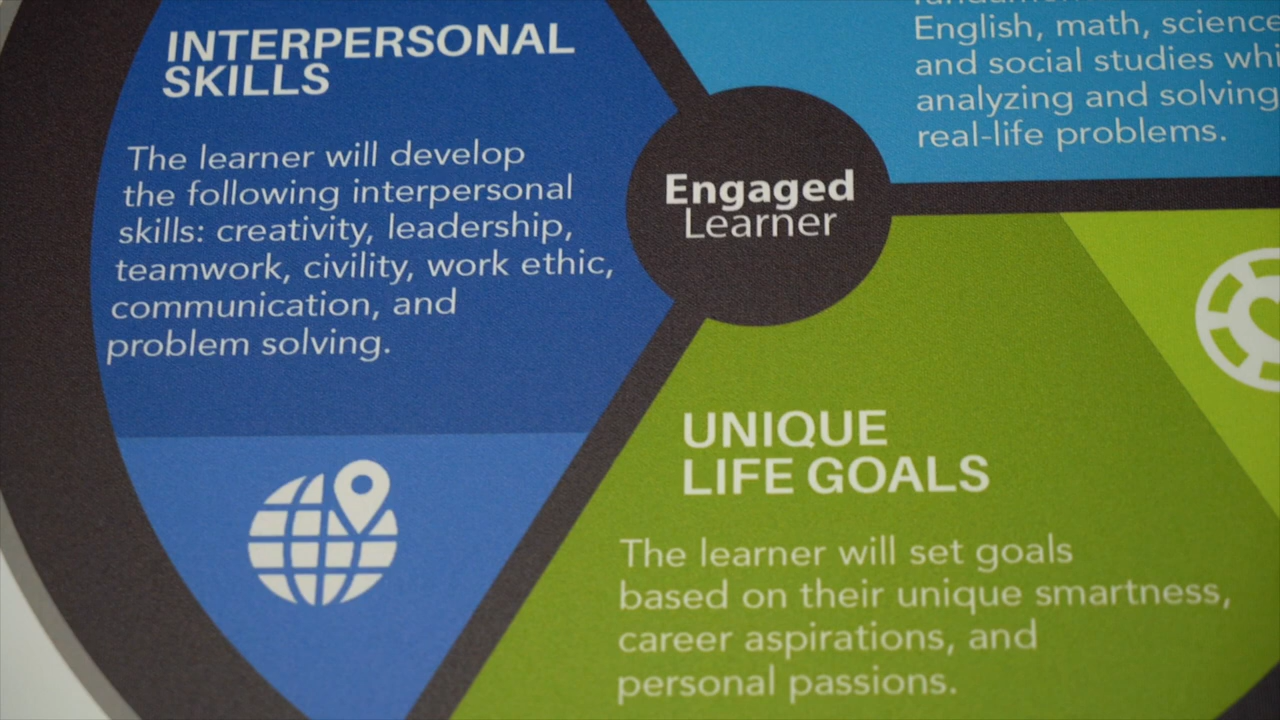 INTERPERSONAL
SKILLS
The learner will develop
the following interpersonal
skills: creativity, leadership,
teamwork, civility, work ethic,
communication, and
problem solving.
English, math, science
and social studies
analyzing and solving
real-life problems.
Engaged
Learner
UNIQUE
LIFE GOALS
The learner will set goals
based on their unique smartness,
career aspirations, and
personal passions.